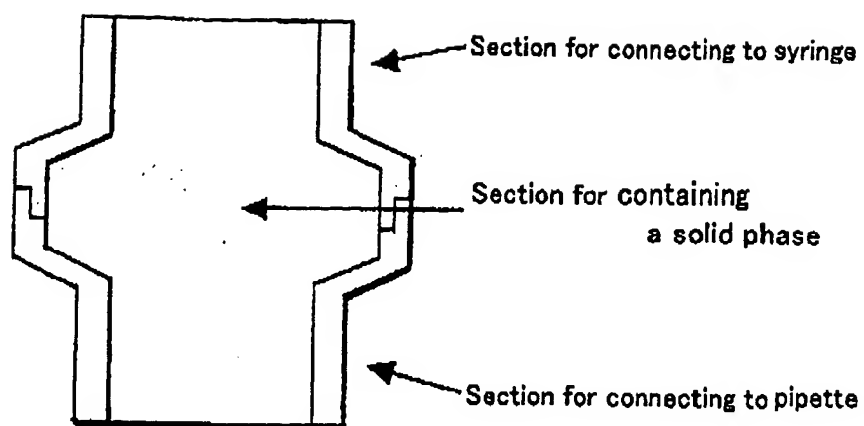 Section for connecting to syringe
Section for containing
a solid phase
Section for connecting to pipette